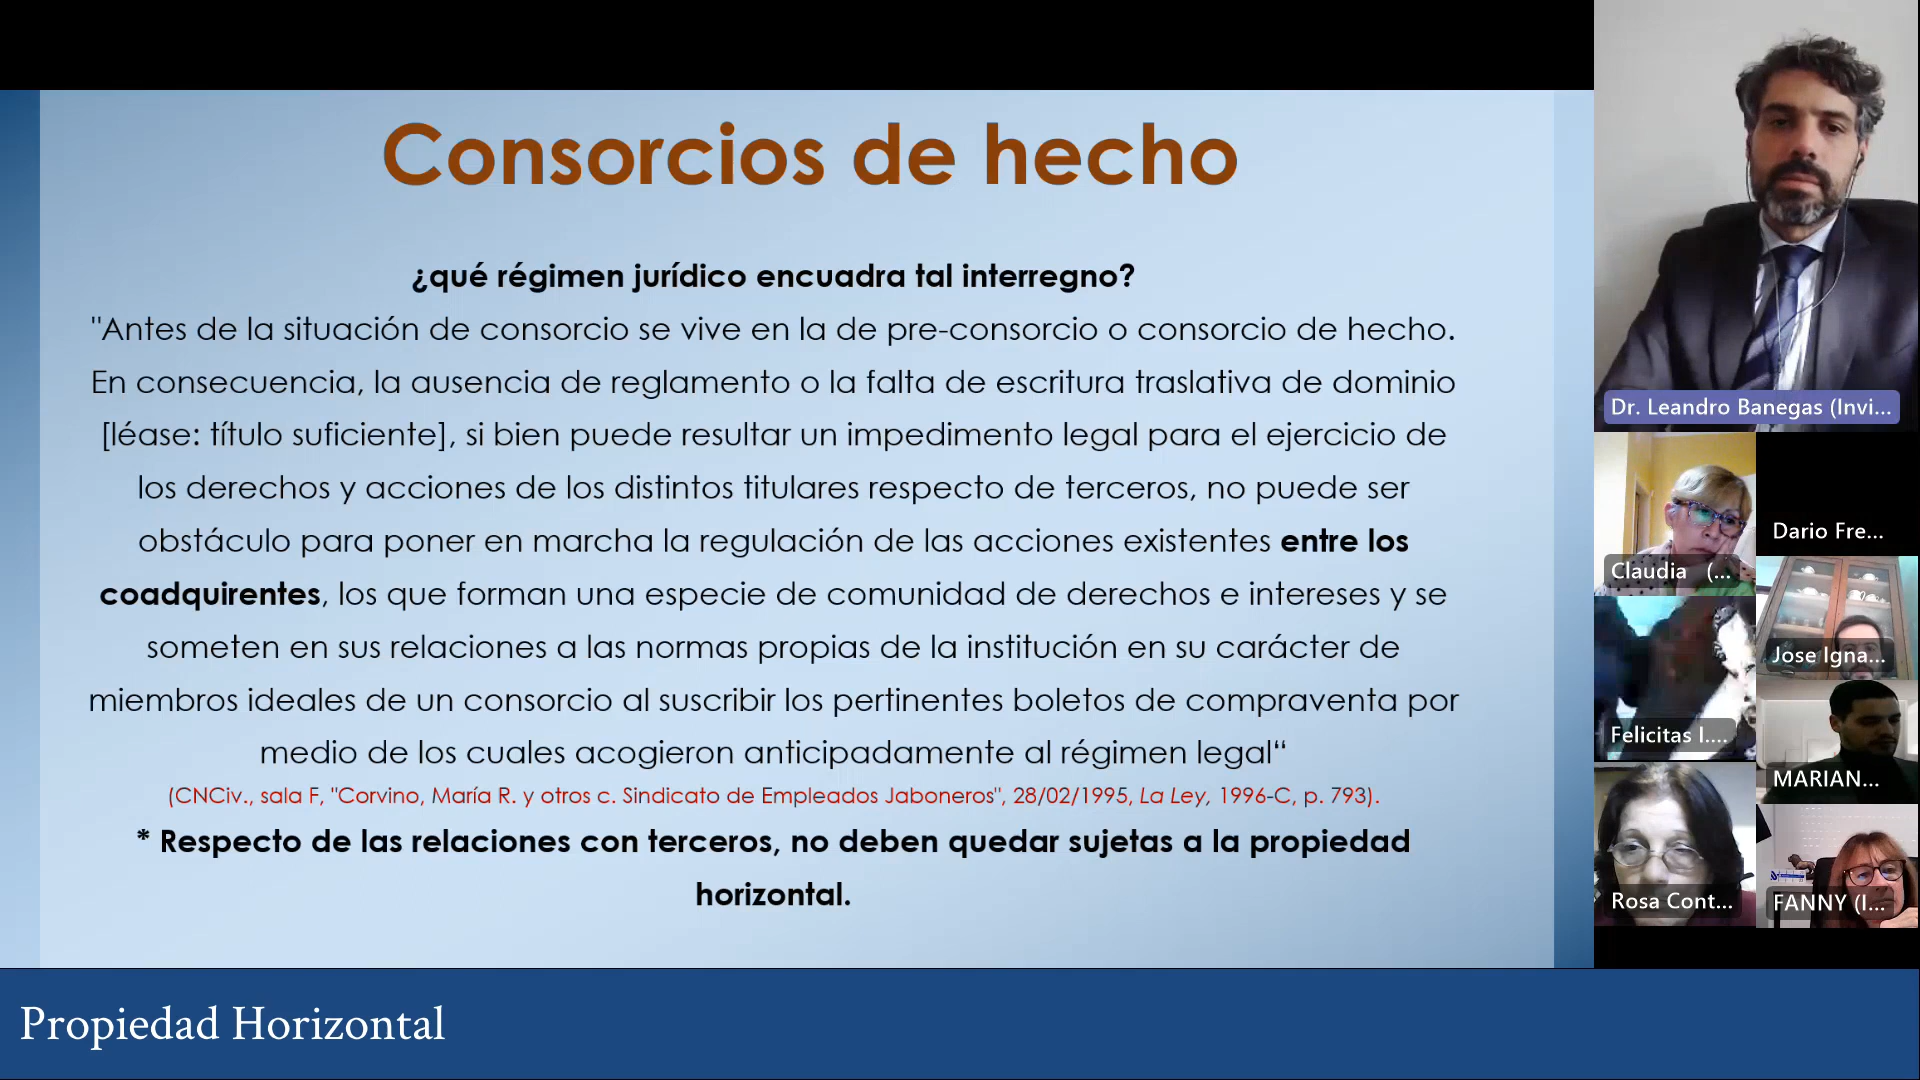 Consorcios de hecho
¿qué régimen jurídico encuadra tal interregno?
"Antes de la situación de consorcio se vive en la de pre-consorcio o consorcio de hecho.
En consecuencia, la ausencia de reglamento o la falta de escritura traslativa de dominio
[léase: título suficiente], si bien puede resultar un impedimento legal para el ejercicio de
los derechos y acciones de los distintos titulares respecto de terceros, no puede ser
obstáculo para poner en marcha la regulación de las acciones existentes entre los
coadquirentes, los que forman una especie de comunidad de derechos e intereses y se
someten en sus relaciones a las normas propias de la institución en su carácter de
miembros ideales de un consorcio al suscribir los pertinentes boletos de compraventa por
medio de los cuales acogieron anticipadamente al régimen legal“
(CNCiv., sala F, "Corvino, María R. y otros c. Sindicato de Empleados Jaboneros", 28/02/1995, La Ley, 1996-C, p. 793).
* Respecto de las relaciones con terceros, no deben quedar sujetas a la propiedad
horizontal.
Dr. Leandro Banegas (Invi...
Claudia (...
Dario Fre...
Jose Igna...
Felicitas I....
MARIAN...
Rosa Cont...
FANNY (I...
Propiedad Horizontal